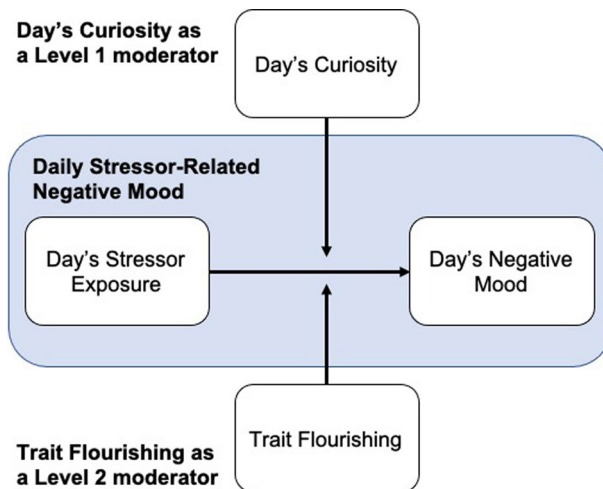 Day's Curiosity as
a Level 1 moderator
Day's Curiosity
Daily Stressor-Related
Negative Mood
Day's Stressor
Exposure
Day's Negative
Mood
Trait Flourishing
Trait Flourishing as
a Level 2 moderator